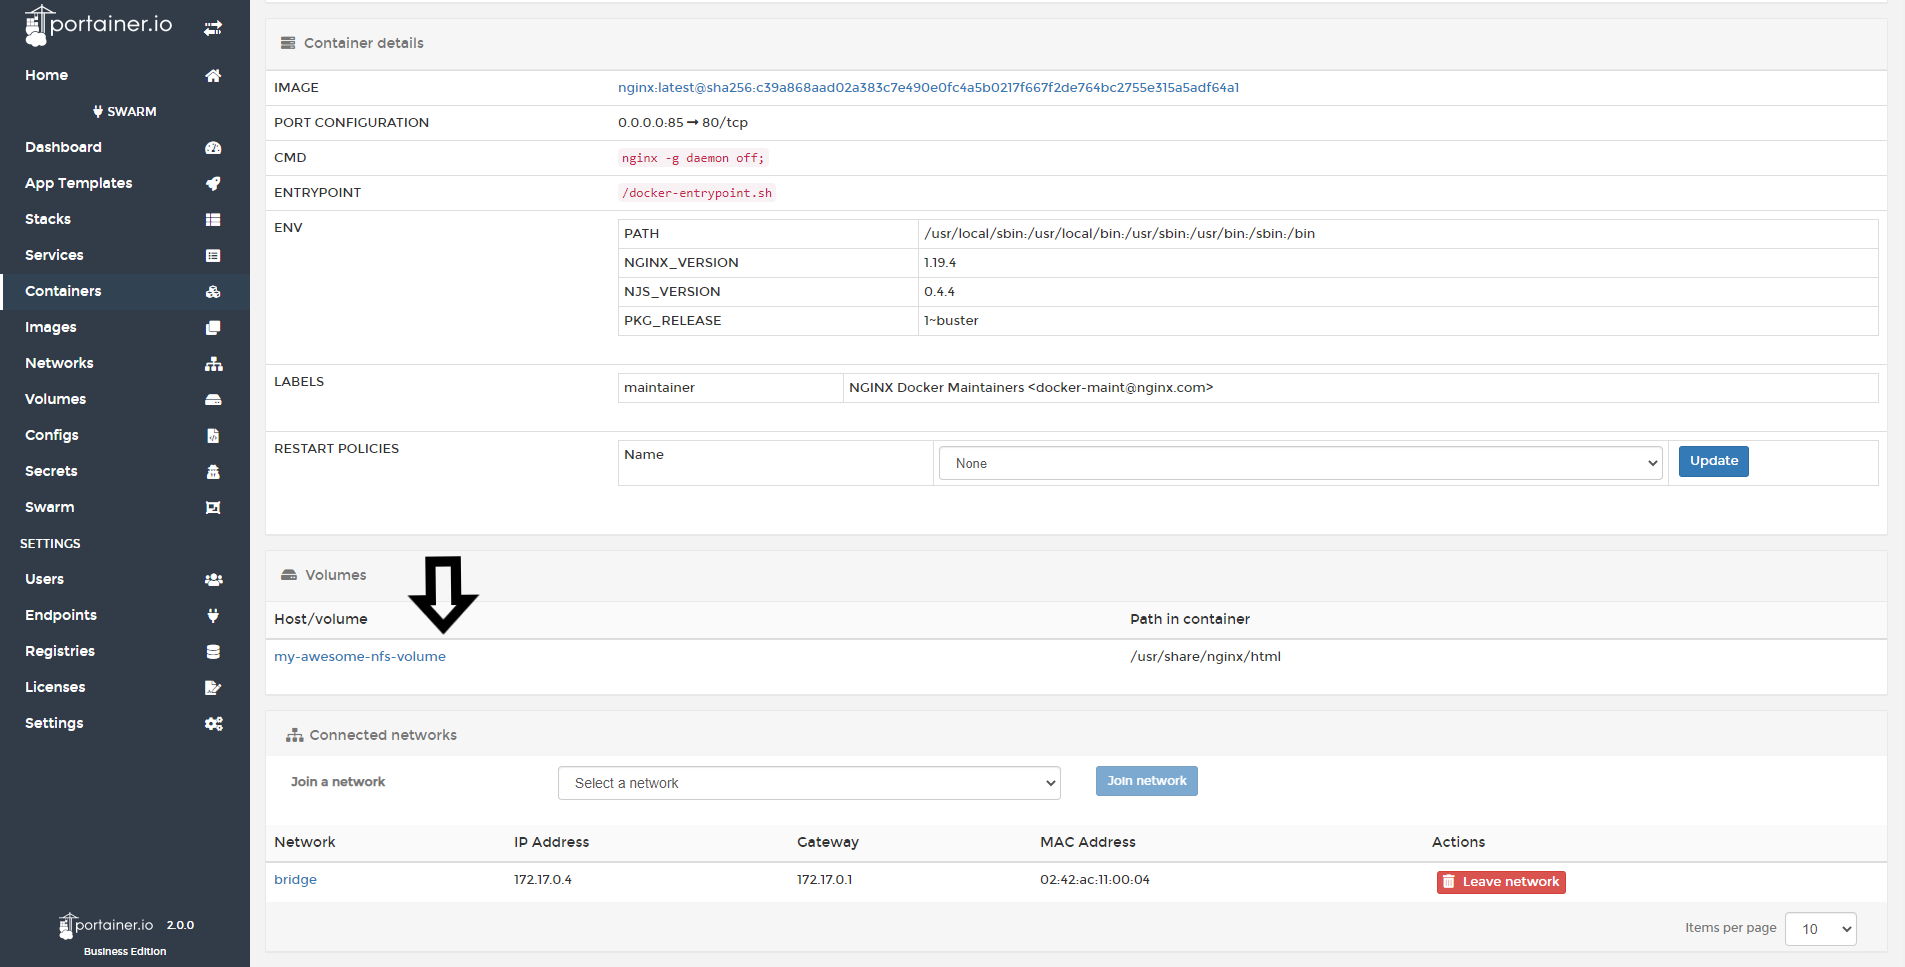 portainer.io
Home
SWARM
Dashboard
App Templates
Stacks
Services
Containers
Images
Networks
Volumes
Configs
Secrets
Swarm
SETTINGS
Users
Endpoints
Registries
Licenses
Settings
portainer.io 2.0.0
Business Edition
Container details
IMAGE nginx:latest@sha256:c39a868aad02a383c7e490e0fc4a5b0217f667f2de764bc2755e315a5adf64a1
PORT CONFIGURATION 0.0.0.0:85 → 80/tcp
CMD nginx -g daemon off;
ENTRYPOINT /docker-entrypoint.sh
ENV PATH /usr/local/sbin:/usr/local/bin:/usr/sbin:/usr/bin:/sbin:/bin
NGINX_VERSION 1.19.4
NJS_VERSION 0.4.4
PKG_RELEASE 1~buster
LABELS maintainer NGINX Docker Maintainers <docker-maint@nginx.com>
RESTART POLICIES Name None Update
Volumes
Host/volume Path in container
my-awesome-nfs-volume /usr/share/nginx/html
Connected networks
Join a network Select a network Join network
Network IP Address Gateway MAC Address Actions
bridge 172.17.0.4 172.17.0.1 02:42:ac:11:00:04 Leave network
Items per page 10